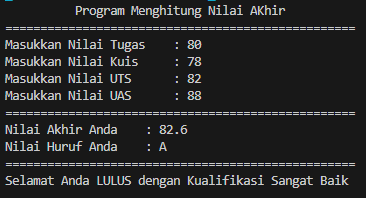 Program Menghitung Nilai AKhir
==================================================
Masukkan Nilai Tugas    : 80
Masukkan Nilai Kuis     : 78
Masukkan Nilai UTS      : 82
Masukkan Nilai UAS      : 88
==================================================
Nilai Akhir Anda    : 82.6
Nilai Huruf Anda    : A
==================================================
Selamat Anda LULUS dengan Kualifikasi Sangat Baik